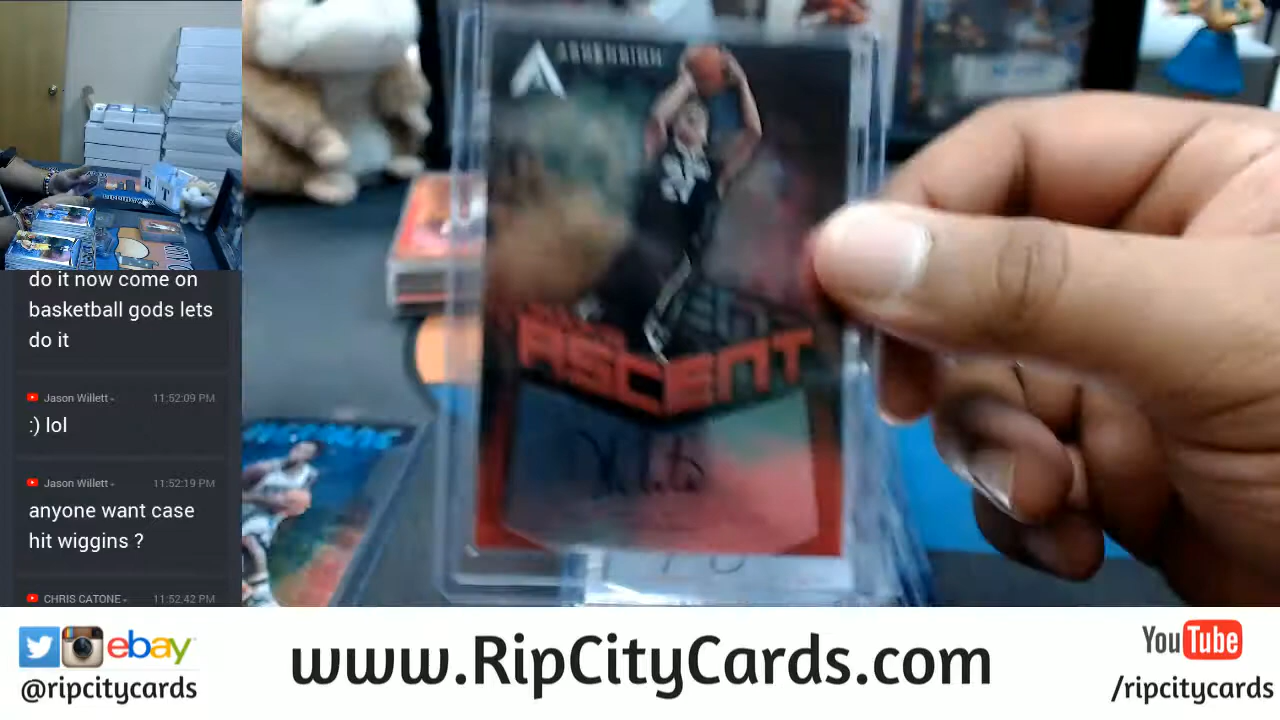 do it now come on
basketball gods lets
do it
Jason Willett
11:52:09 PM
:) lol
Jason Willett
11:52:19 PM
anyone want case
hit wiggins ?
CHRIS CATONE
11:52:42 PM
ASCENSION
ASCENT
ebay
@ripcitycards
www.RipCityCards.com
YouTube
/ripcitycards